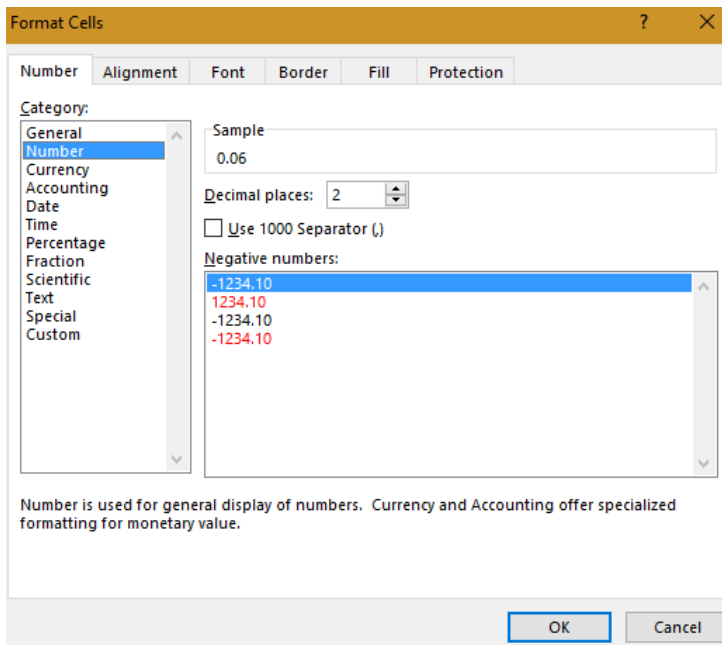 Format Cells ? ×
Number Alignment Font Border Fill Protection
Category:
General
Number
Currency
Accounting
Date
Time
Percentage
Fraction
Scientific
Text
Special
Custom
Sample
0.06
Decimal places: 2
Use 1000 Separator (,)
Negative numbers:
-1234.10
1234.10
-1234.10
-1234.10
Number is used for general display of numbers. Currency and Accounting offer specialized
formatting for monetary value.
OK Cancel